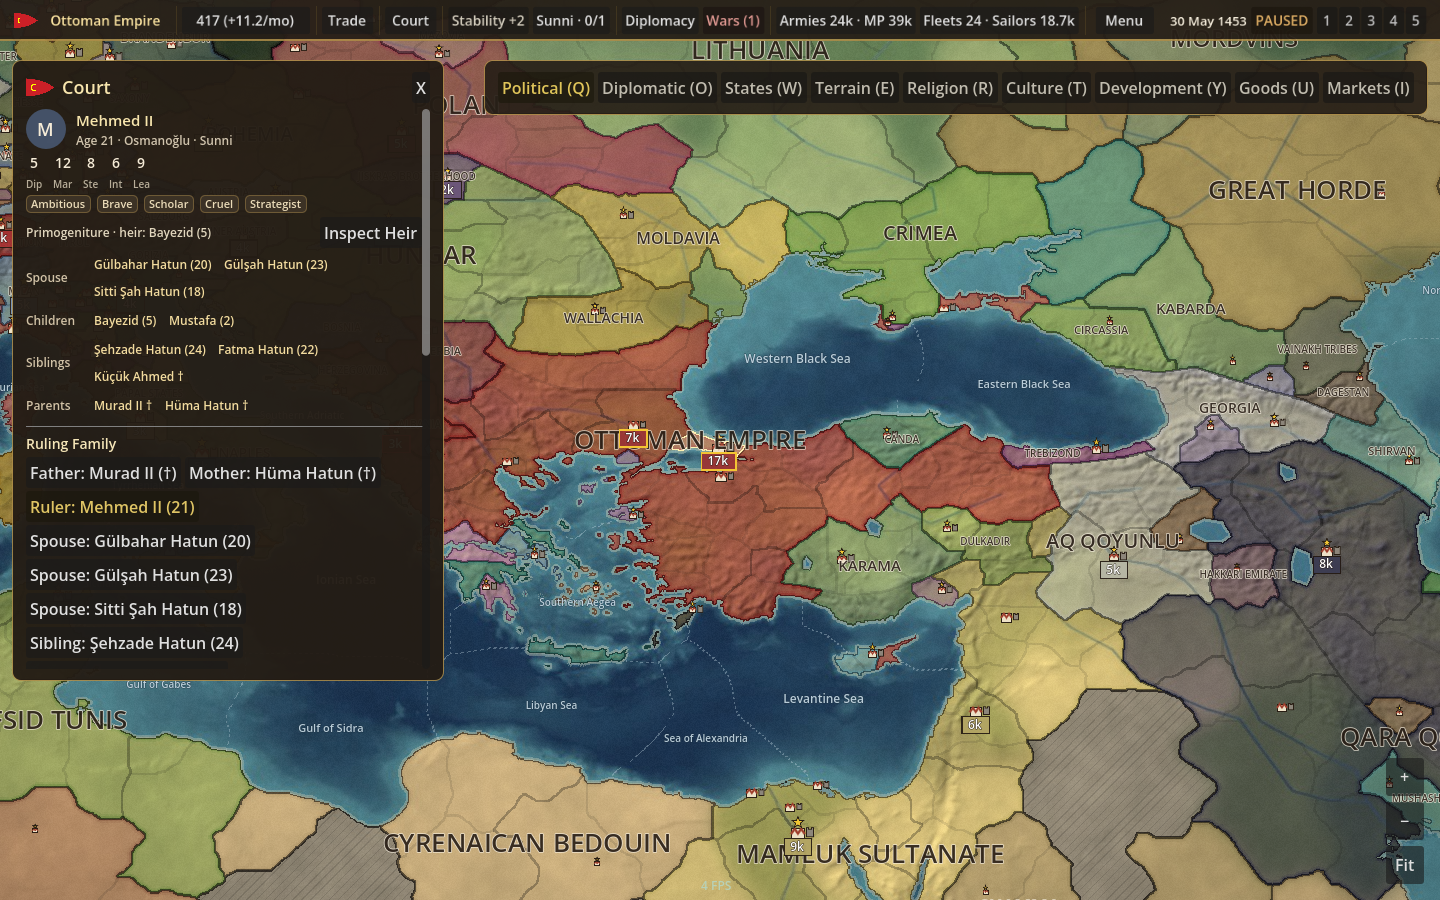 Ottoman Empire 417 (+11.2/mo) Trade Court Stability +2 Sunni · 0/1 Diplomacy Wars (1) Armies 24k · MP 39k Fleets 24 · Sailors 18.7k Menu 30 May 1453 PAUSED 1 2 3 4 5
Political (Q) Diplomatic (O) States (W) Terrain (E) Religion (R) Culture (T) Development (Y) Goods (U) Markets (I)
Court X
M
Mehmed II
Age 21 · Osmanoğlu · Sunni
5 12 8 6 9
Dip Mar Ste Int Lea
Ambitious Brave Scholar Cruel Strategist
Primogeniture · heir: Bayezid (5) Inspect Heir
Spouse Gülbahar Hatun (20) Gülşah Hatun (23)
Sitti Şah Hatun (18)
Children Bayezid (5) Mustafa (2)
Siblings Şehzade Hatun (24) Fatma Hatun (22)
Küçük Ahmed †
Parents Murad II † Hüma Hatun †
Ruling Family
Father: Murad II (†) Mother: Hüma Hatun (†)
Ruler: Mehmed II (21)
Spouse: Gülbahar Hatun (20)
Spouse: Gülşah Hatun (23)
Spouse: Sitti Şah Hatun (18)
Sibling: Şehzade Hatun (24)
LITHUANIA
MORDVINS
GREAT HORDE
MOLDAVIA
CRIMEA
WALLACHIA
KABARDA
CIRCASSIA
VAINAKH TRIBES
DAGESTAN
Western Black Sea
Eastern Black Sea
GEORGIA
OTTOMAN EMPIRE
7k
17k
CANDA
TREBIZOND
SHIRVAN
DULKADIR
AQ QOYUNLU
KARAMA
5k
8k
HAKKARI EMIRATE
Southern Aegea
Levantine Sea
Libyan Sea
Gulf of Gabes
Gulf of Sidra
Sea of Alexandria
6k
FSID TUNIS
QARA Q
CYRENAICAN BEDOUIN
MAMLUK SULTANATE
9k
4 FPS
+
−
Fit